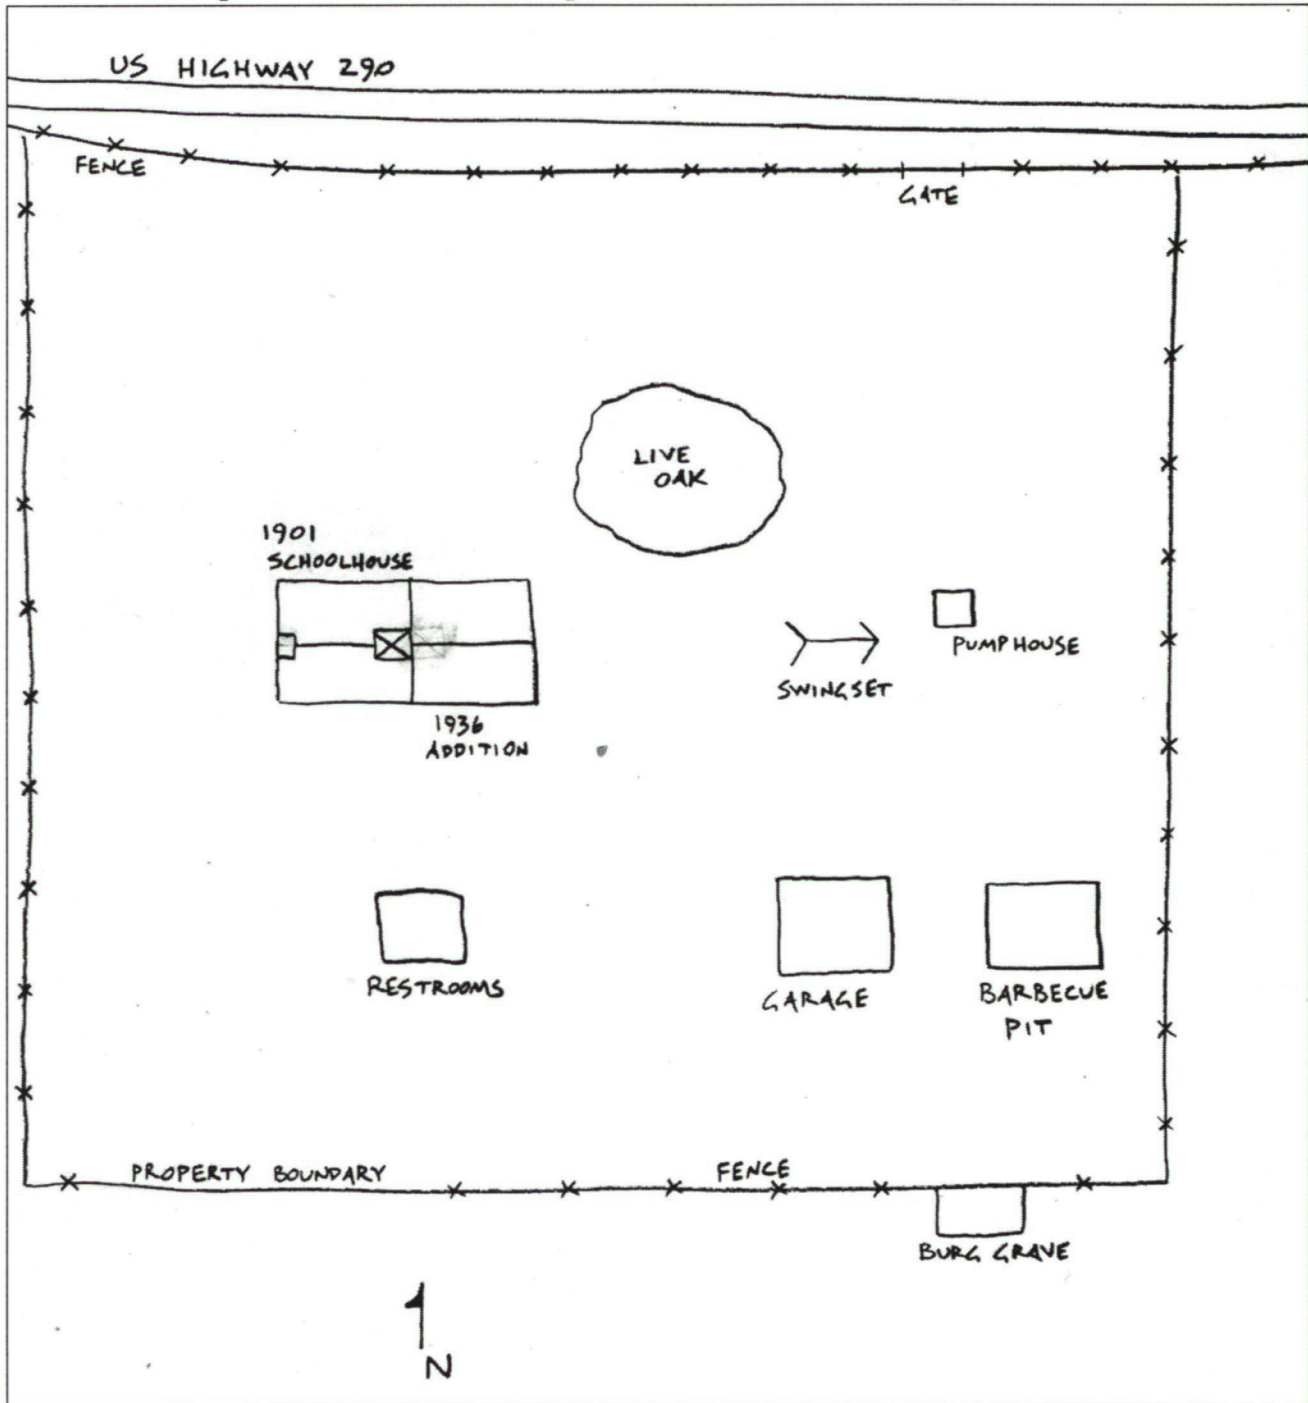 US HIGHWAY 290
FENCE
GATE
LIVE
OAK
1901
SCHOOLHOUSE
PUMPHOUSE
SWINGSET
1936
ADDITION
RESTROOMS
GARAGE
BARBECUE
PIT
PROPERTY BOUNDARY
FENCE
BURG GRAVE
N